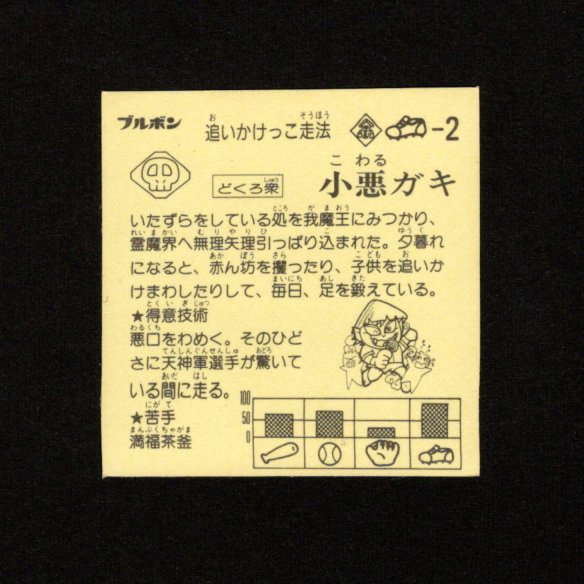 ブルボン 追いかけっこ走法 -2
どくろ衆 小悪ガキ
いたずらをしている処を我魔王にみつかり、
霊魔界へ無理矢理引っぱり込まれた。夕暮れ
になると、赤ん坊を攫ったり、子供を追いか
けまわしたりして、毎日、足を鍛えている。
★得意技術
悪口をわめく。そのひど
さに天神軍選手が驚いて
いる間に走る。
★苦手
満福茶釜
100
50
0